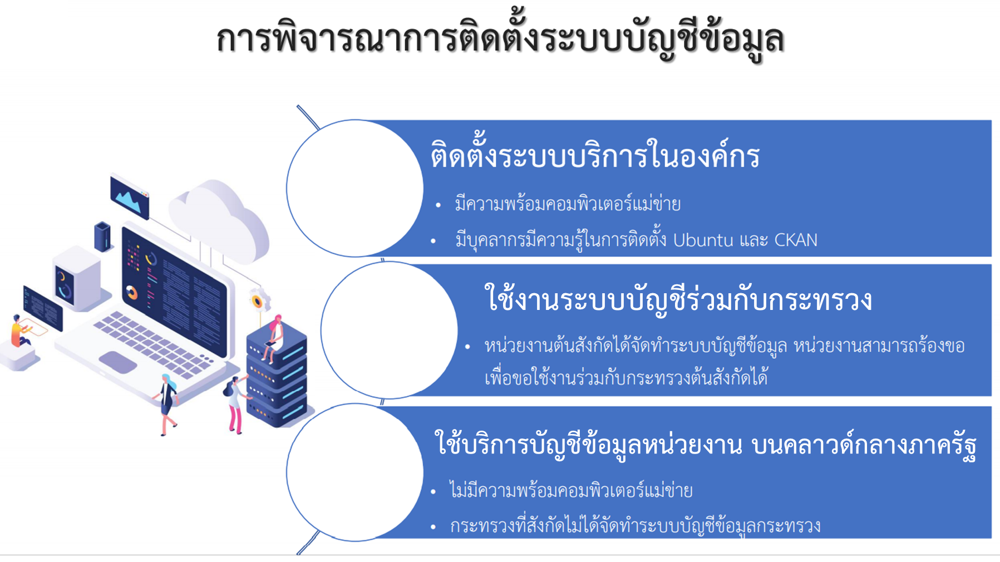 การพิจารณาการติดตั้งระบบบัญชีข้อมูล
ติดตั้งระบบบริการในองค์กร
• มีความพร้อมคอมพิวเตอร์แม่ข่าย
• มีบุคลากรมีความรู้ในการติดตั้ง Ubuntu และ CKAN
ใช้งานระบบบัญชีร่วมกับกระทรวง
• หน่วยงานต้นสังกัดได้จัดทำระบบบัญชีข้อมูล หน่วยงานสามารถร้องขอ
เพื่อขอใช้งานร่วมกับกระทรวงต้นสังกัดได้
ใช้บริการบัญชีข้อมูลหน่วยงาน บนคลาวด์กลางภาครัฐ
• ไม่มีความพร้อมคอมพิวเตอร์แม่ข่าย
• กระทรวงที่สังกัดไม่ได้จัดทำระบบบัญชีข้อมูลกระทรวง